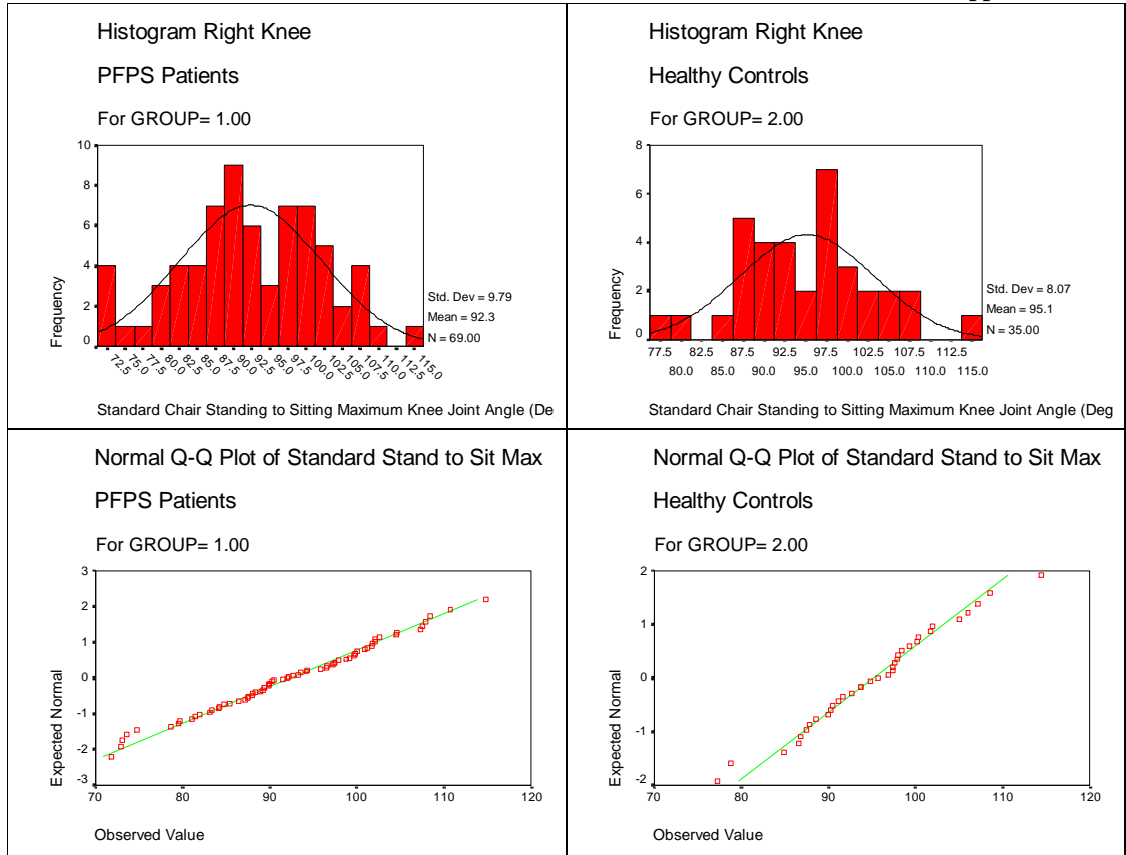 Histogram Right Knee
PFPS Patients
For GROUP= 1.00
10
8
6
4
2
0
Frequency
72.5 75.0 77.5 80.0 82.5 85.0 87.5 90.0 92.5 95.0 97.5 100.0 102.5 105.0 107.5 110.0 112.5 115.0
Std. Dev = 9.79
Mean = 92.3
N = 69.00
Standard Chair Standing to Sitting Maximum Knee Joint Angle (De
Histogram Right Knee
Healthy Controls
For GROUP= 2.00
8
6
4
2
0
Frequency
77.5 82.5 87.5 92.5 97.5 102.5 107.5 112.5
80.0 85.0 90.0 95.0 100.0 105.0 110.0 115.0
Std. Dev = 8.07
Mean = 95.1
N = 35.00
Standard Chair Standing to Sitting Maximum Knee Joint Angle (Deg
Normal Q-Q Plot of Standard Stand to Sit Max
PFPS Patients
For GROUP= 1.00
3
2
1
0
-1
-2
-3
Expected Normal
70 80 90 100 110 120
Observed Value
Normal Q-Q Plot of Standard Stand to Sit Max
Healthy Controls
For GROUP= 2.00
2
1
0
-1
-2
Expected Normal
70 80 90 100 110 120
Observed Value